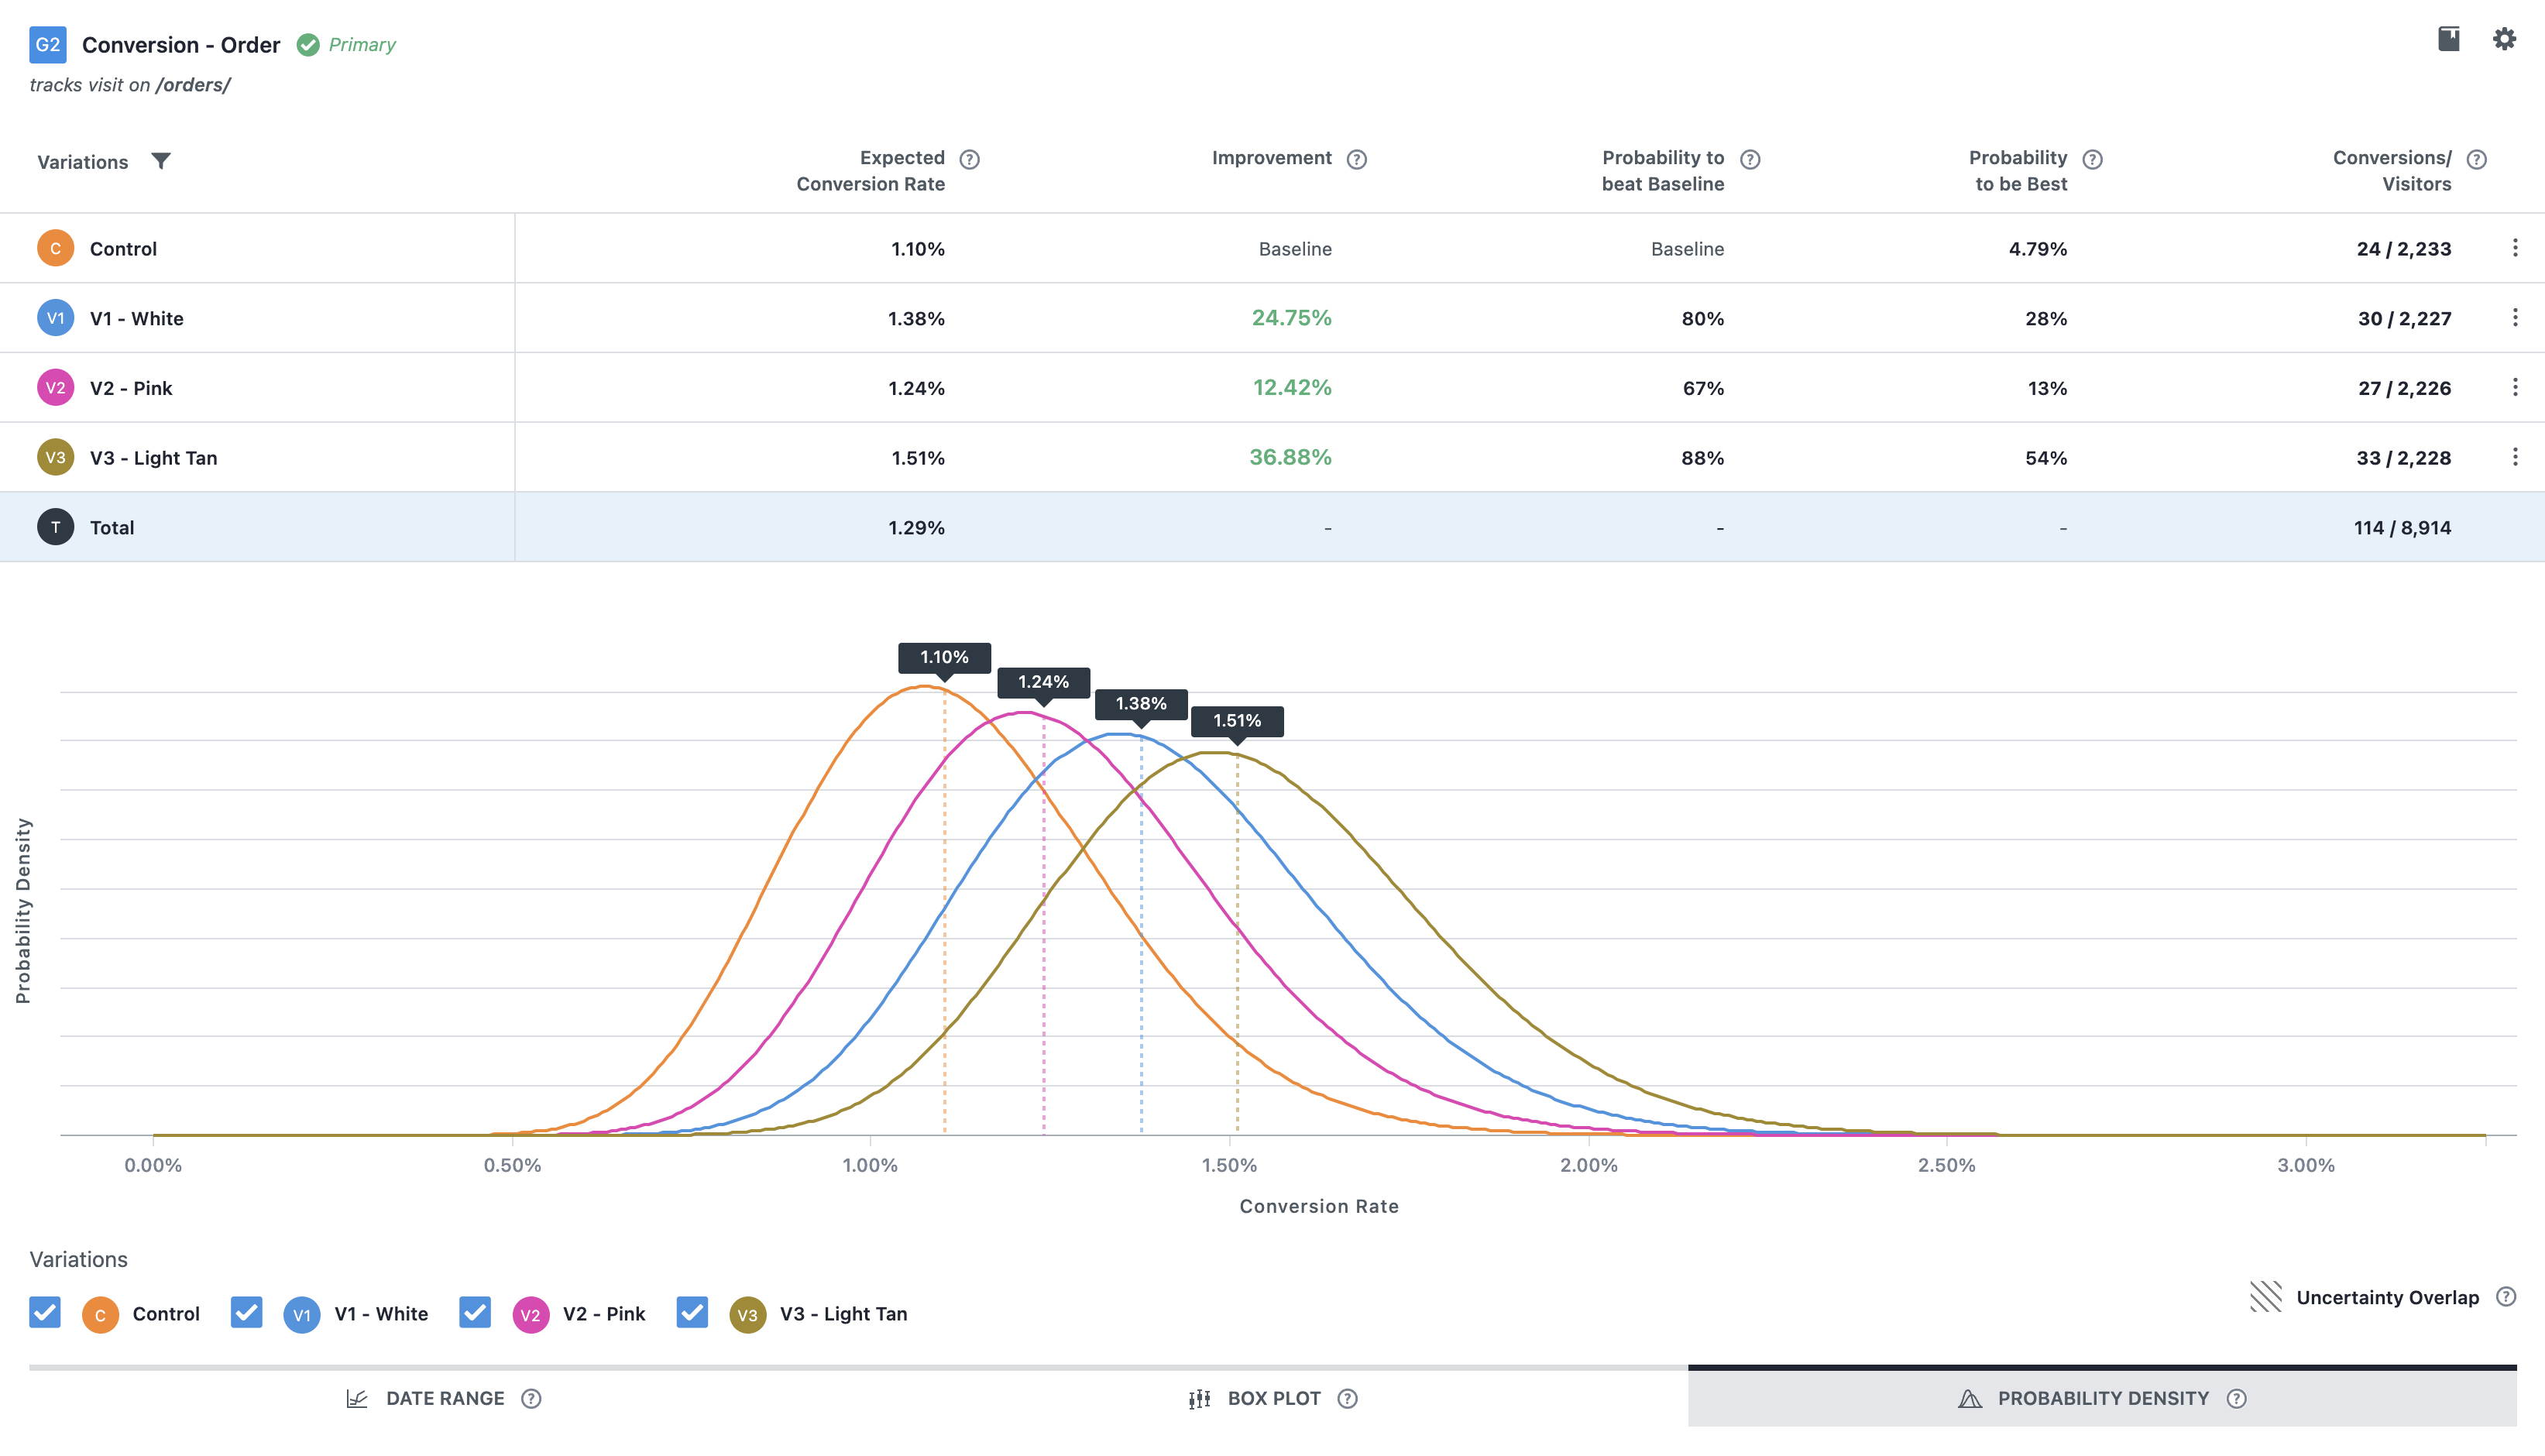 G2 Conversion - Order Primary
tracks visit on /orders/
Variations Expected Conversion Rate ? Improvement ? Probability to beat Baseline ? Probability to be Best ? Conversions/ Visitors ?
C Control 1.10% Baseline Baseline 4.79% 24 / 2,233
V1 V1 - White 1.38% 24.75% 80% 28% 30 / 2,227
V2 V2 - Pink 1.24% 12.42% 67% 13% 27 / 2,226
V3 V3 - Light Tan 1.51% 36.88% 88% 54% 33 / 2,228
T Total 1.29% - - - 114 / 8,914
1.10%
1.24%
1.38%
1.51%
Probability Density
0.00% 0.50% 1.00% 1.50% 2.00% 2.50% 3.00%
Conversion Rate
Variations
C Control V1 V1 - White V2 V2 - Pink V3 V3 - Light Tan Uncertainty Overlap ?
DATE RANGE ? BOX PLOT ? PROBABILITY DENSITY ?